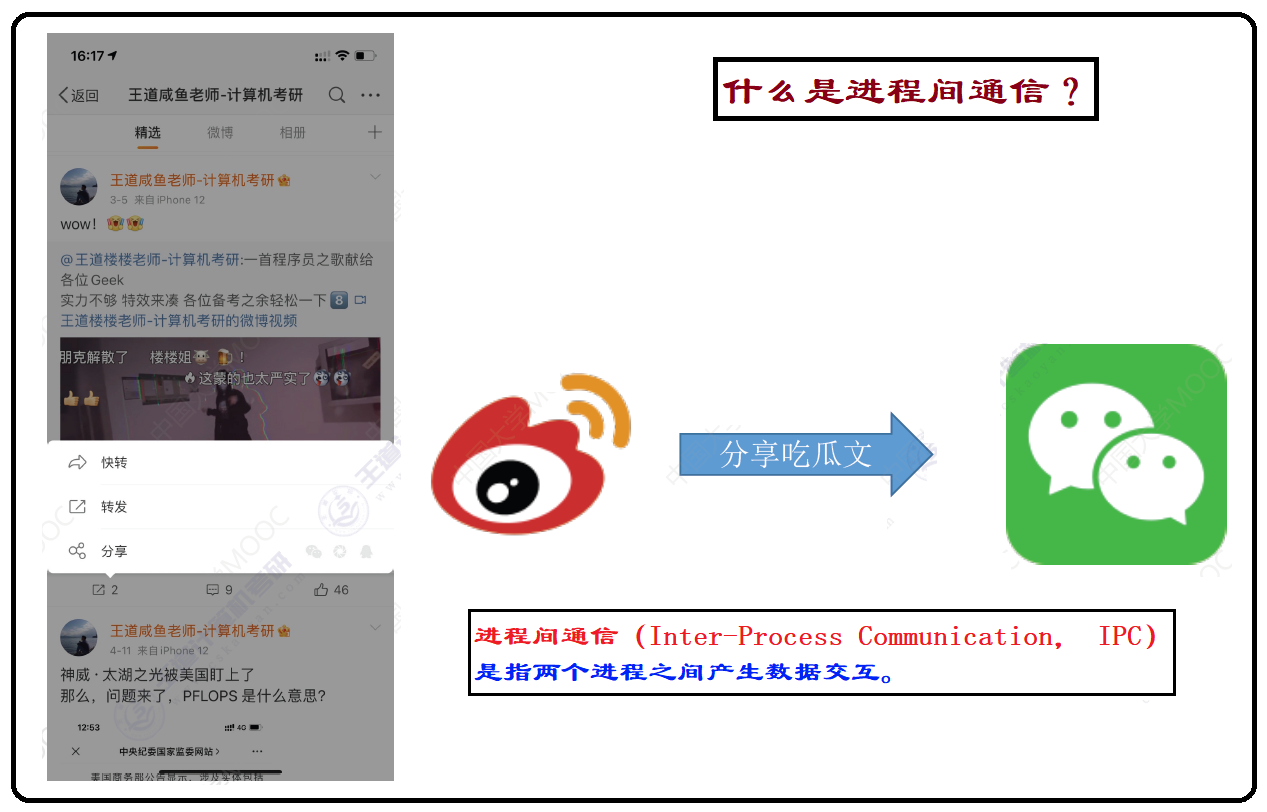 16:17
返回 王道咸鱼老师-计算机考研
精选 微博 相册
王道咸鱼老师-计算机考研
3-5 来自iPhone 12
wow！
@王道楼楼老师-计算机考研:一首程序员之歌献给
各位Geek
实力不够 特效来凑 各位备考之余轻松一下 8
王道楼楼老师-计算机考研的微博视频
朋克解散了 楼楼姐 ！
这蒙的也太严实了
快转
转发
分享
2 9 46
王道咸鱼老师-计算机考研
4-11 来自iPhone 12
神威·太湖之光被美国盯上了
那么，问题来了，PFLOPS 是什么意思？
12:53 4G
中央纪委国家监委网站
美国商务部公告显示，涉及实体包括
什么是进程间通信？
分享吃瓜文
进程间通信（Inter-Process Communication， IPC）
是指两个进程之间产生数据交互。